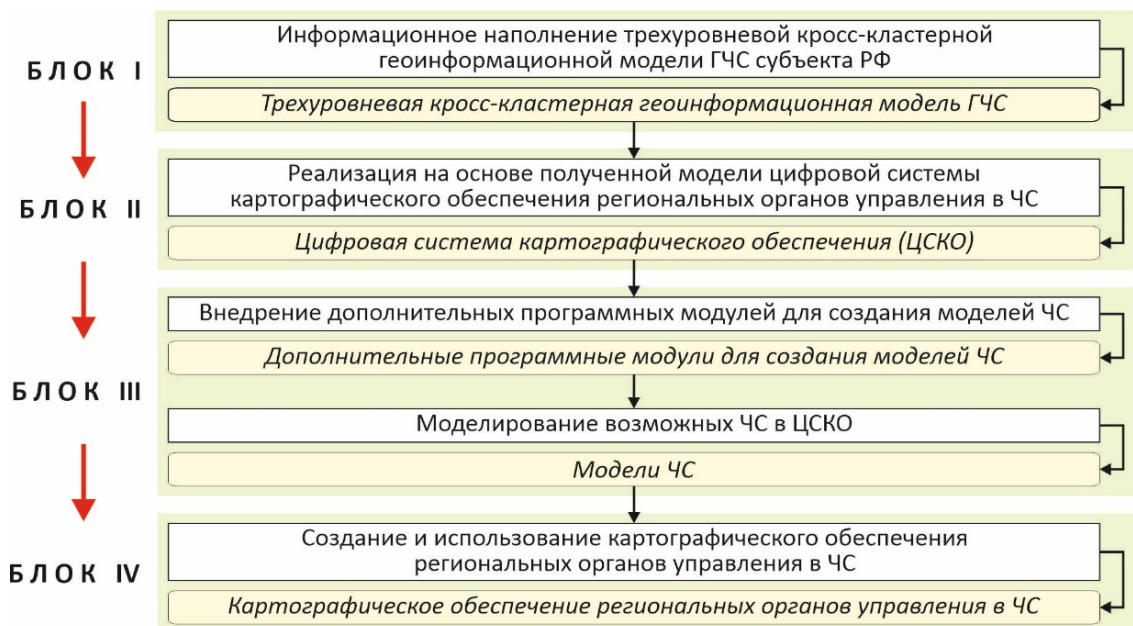 БЛОК I
Информационное наполнение трехуровневой кросс-кластерной
геоинформационной модели ГЧС субъекта РФ
Трехуровневая кросс-кластерная геоинформационная модель ГЧС
БЛОК II
Реализация на основе полученной модели цифровой системы
картографического обеспечения региональных органов управления в ЧС
Цифровая система картографического обеспечения (ЦСКО)
БЛОК III
Внедрение дополнительных программных модулей для создания моделей ЧС
Дополнительные программные модули для создания моделей ЧС
Моделирование возможных ЧС в ЦСКО
Модели ЧС
БЛОК IV
Создание и использование картографического обеспечения
региональных органов управления в ЧС
Картографическое обеспечение региональных органов управления в ЧС